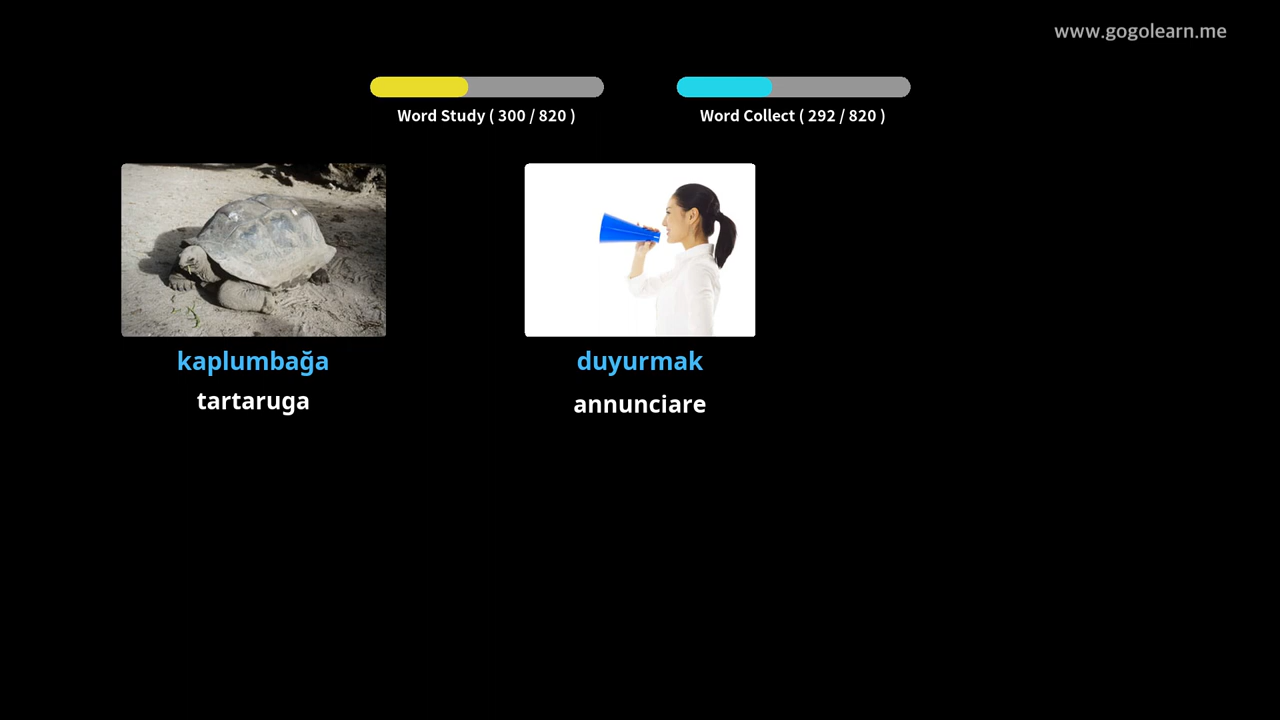 www.gogolearn.me
Word Study ( 300 / 820 )
Word Collect ( 292 / 820 )
kaplumbağa
tartaruga
duyurmak
annunciare